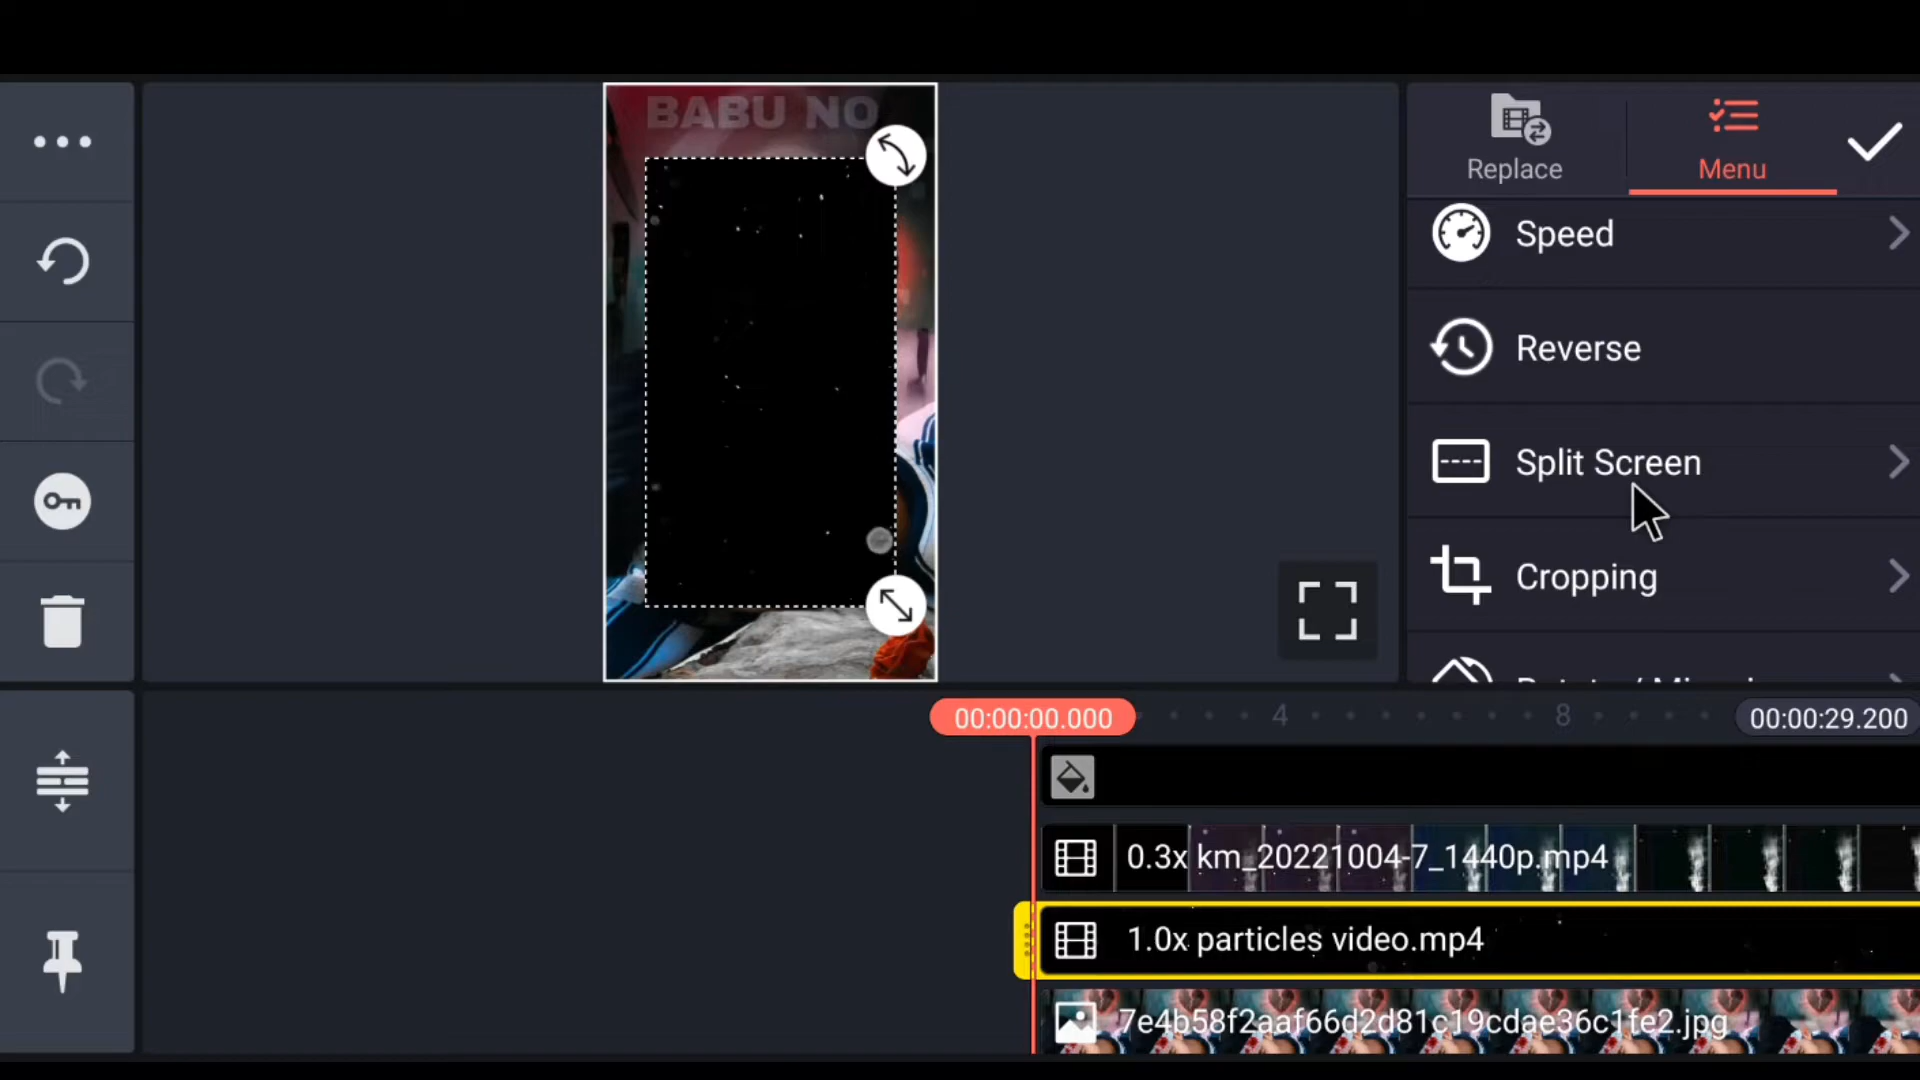 BABU NO
Replace
Menu
Speed
Reverse
Split Screen
Cropping
00:00:00.000
4
8
00:00:29.200
0.3x km_20221004-7_1440p.mp4
1.0x particles video.mp4
7e4b58f2aaf66d2d81c19cdae36c1fe2.jpg